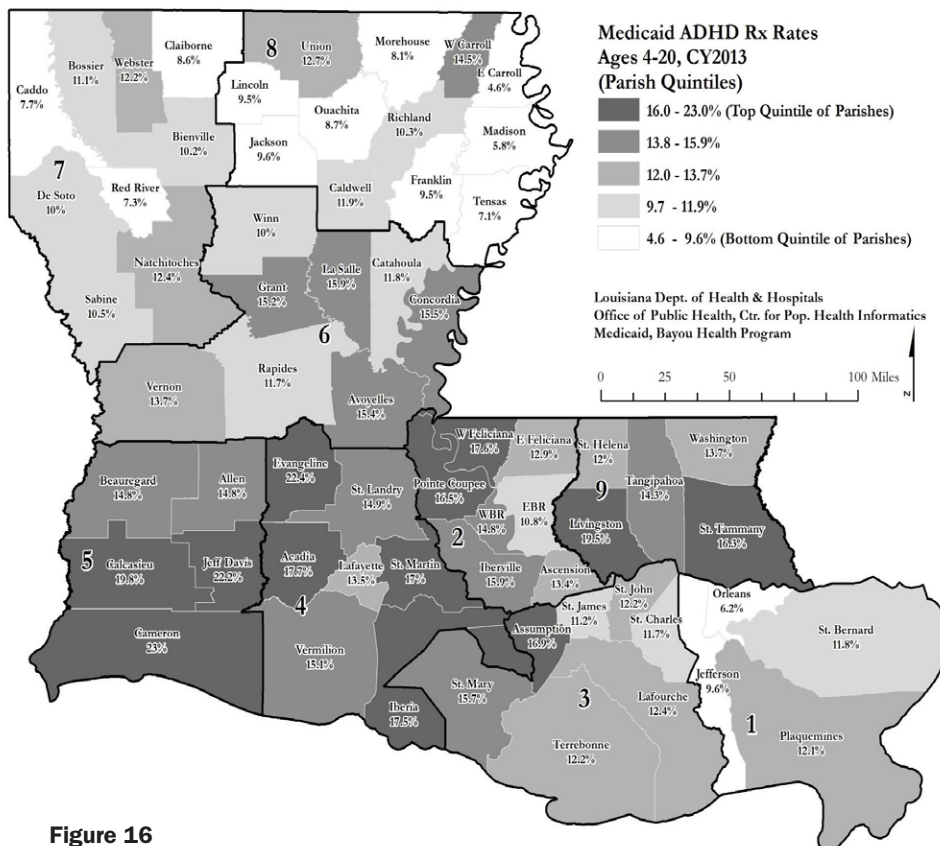 Medicaid ADHD Rx Rates
Ages 4-20, CY2013
(Parish Quintiles)
16.0 - 23.0% (Top Quintile of Parishes)
13.8 - 15.9%
12.0 - 13.7%
9.7 - 11.9%
4.6 - 9.6% (Bottom Quintile of Parishes)
Louisiana Dept. of Health & Hospitals
Office of Public Health, Ctr. for Pop. Health Informatics
Medicaid, Bayou Health Program
0 25 50 100 Miles
N
Caddo
7.7%
Bossier
11.1%
Webster
12.2%
Claiborne
8.6%
8
Union
12.7%
Morehouse
8.1%
W Carroll
14.5%
E Carroll
4.6%
Lincoln
9.5%
Ouachita
8.7%
Richland
10.3%
Madison
5.8%
Bienville
10.2%
Jackson
9.6%
7
De Soto
10%
Red River
7.3%
Caldwell
11.9%
Franklin
9.5%
Tensas
7.1%
Winn
10%
Natchitoches
12.4%
Grant
15.2%
La Salle
15.9%
Catahoula
11.8%
Concordia
15.5%
Sabine
10.5%
6
Rapides
11.7%
Vernon
13.7%
Avoyelles
15.4%
Beauregard
14.8%
Allen
14.8%
Evangeline
22.4%
St. Landry
14.9%
Pointe Coupee
16.5%
W Feliciana
17.6%
E Feliciana
12.9%
St. Helena
12%
Tangipahoa
14.3%
Washington
13.7%
9
Livingston
19.5%
St. Tammany
16.3%
WBR
14.8%
EBR
10.8%
2
Iberville
15.9%
Ascension
13.4%
5
Calcasieu
19.8%
Jeff Davis
22.2%
Acadia
17.7%
Lafayette
13.5%
St. Martin
17%
4
Cameron
23%
Vermilion
15.1%
Iberia
17.5%
St. Mary
15.7%
Assumption
16.9%
St. James
11.2%
St. John
12.2%
St. Charles
11.7%
3
Lafourche
12.4%
Terrebonne
12.2%
Orleans
6.2%
St. Bernard
11.8%
Jefferson
9.6%
1
Plaquemines
12.1%
Figure 16